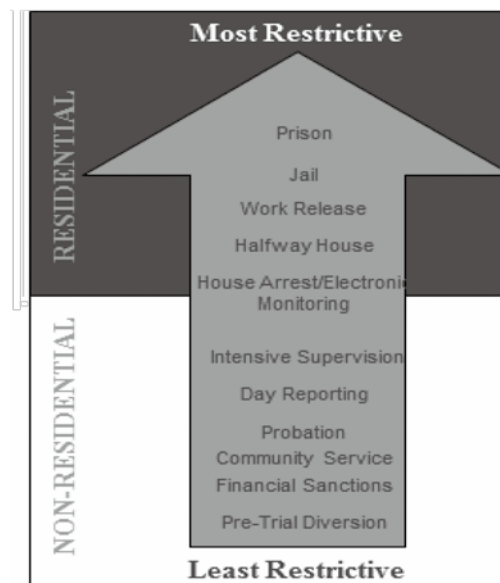 Most Restrictive
RESIDENTIAL
Prison
Jail
Work Release
Halfway House
House Arrest/Electronic
Monitoring
NON-RESIDENTIAL
Intensive Supervision
Day Reporting
Probation
Community Service
Financial Sanctions
Pre-Trial Diversion
Least Restrictive